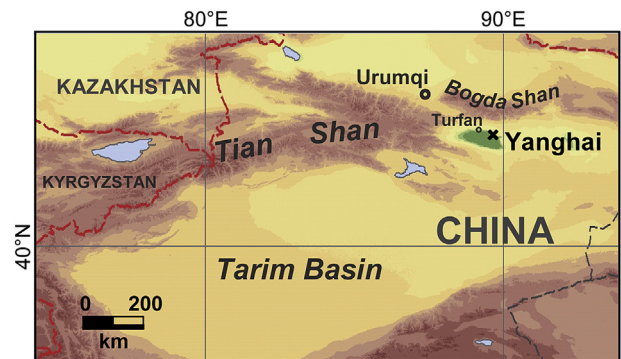 80°E 90°E
Urumqi
Bogda Shan
KAZAKHSTAN
Turfan
Tian Shan
Yanghai
KYRGYZSTAN
CHINA
40°N
Tarim Basin
0 200
km